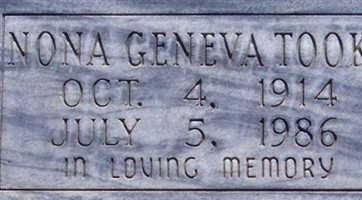 NONA GENEVA TOOK
OCT. 4, 1914
JULY 5, 1986
IN LOVING MEMORY